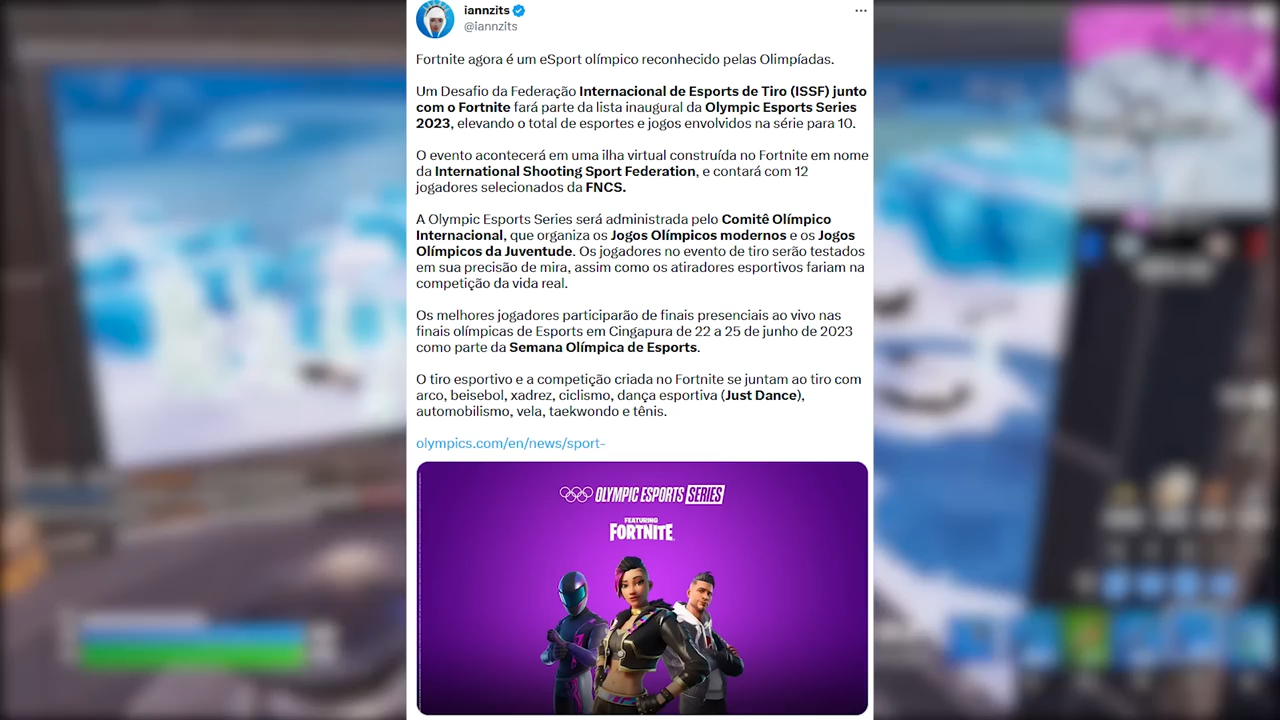 iannzits
@iannzits
Fortnite agora é um eSport olímpico reconhecido pelas Olimpíadas.
Um Desafio da Federação Internacional de Esportes de Tiro (ISSF) junto
com o Fortnite fará parte da lista inaugural da Olympic Esports Series
2023, elevando o total de esportes e jogos envolvidos na série para 10.
O evento acontecerá em uma ilha virtual construída no Fortnite em nome
da International Shooting Sport Federation, e contará com 12
jogadores selecionados da FNCS.
A Olympic Esports Series será administrada pelo Comitê Olímpico
Internacional, que organiza os Jogos Olímpicos modernos e os Jogos
Olímpicos da Juventude. Os jogadores no evento de tiro serão testados
em sua precisão de mira, assim como os atiradores esportivos fariam na
competição da vida real.
Os melhores jogadores participarão de finais presenciais ao vivo nas
finais olímpicas de Esports em Cingapura de 22 a 25 de junho de 2023
como parte da Semana Olímpica de Esports.
O tiro esportivo e a competição criada no Fortnite se juntam ao tiro com
arco, beisebol, xadrez, ciclismo, dança esportiva (Just Dance),
automobilismo, vela, taekwondo e tênis.
olympics.com/en/news/sport-
OLYMPIC ESPORTS SERIES
FEATURING
FORTNITE